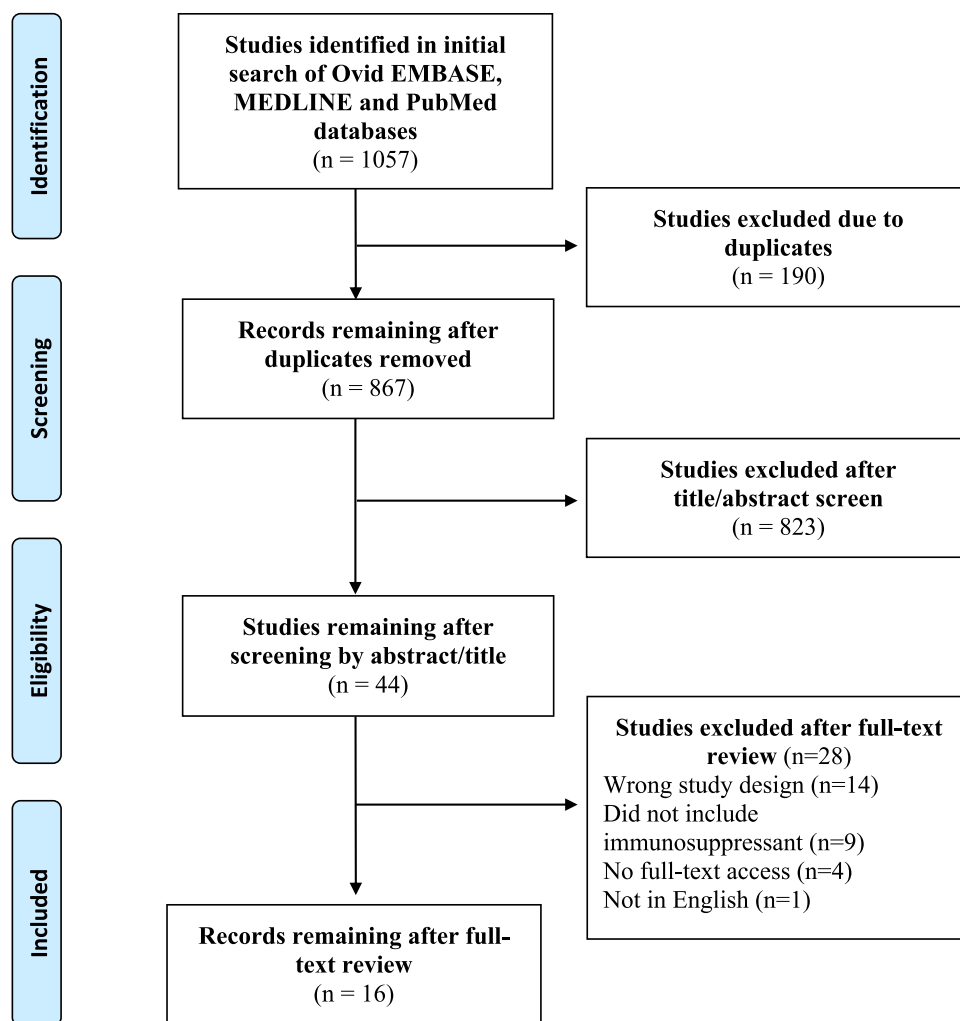 Identification
Studies identified in initial
search of Ovid EMBASE,
MEDLINE and PubMed
databases
(n = 1057)
Studies excluded due to
duplicates
(n = 190)
Screening
Records remaining after
duplicates removed
(n = 867)
Studies excluded after
title/abstract screen
(n = 823)
Eligibility
Studies remaining after
screening by abstract/title
(n = 44)
Studies excluded after full-text
review (n=28)
Wrong study design (n=14)
Did not include
immunosuppressant (n=9)
No full-text access (n=4)
Not in English (n=1)
Included
Records remaining after full-
text review
(n = 16)